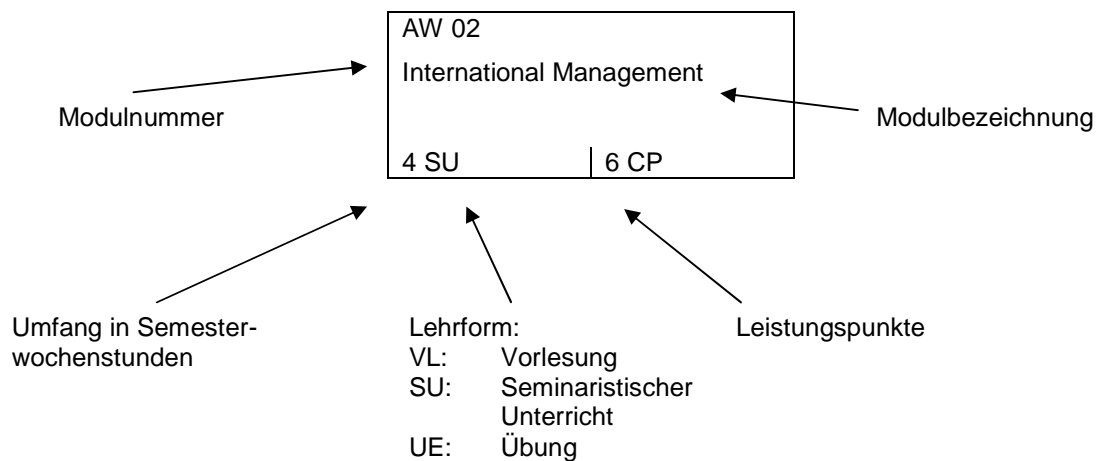 AW 02
International Management
Modulnummer
Modulbezeichnung
4 SU 6 CP
Umfang in Semester-
wochenstunden
Lehrform:
VL: Vorlesung
SU: Seminaristischer
Unterricht
UE: Übung
Leistungspunkte